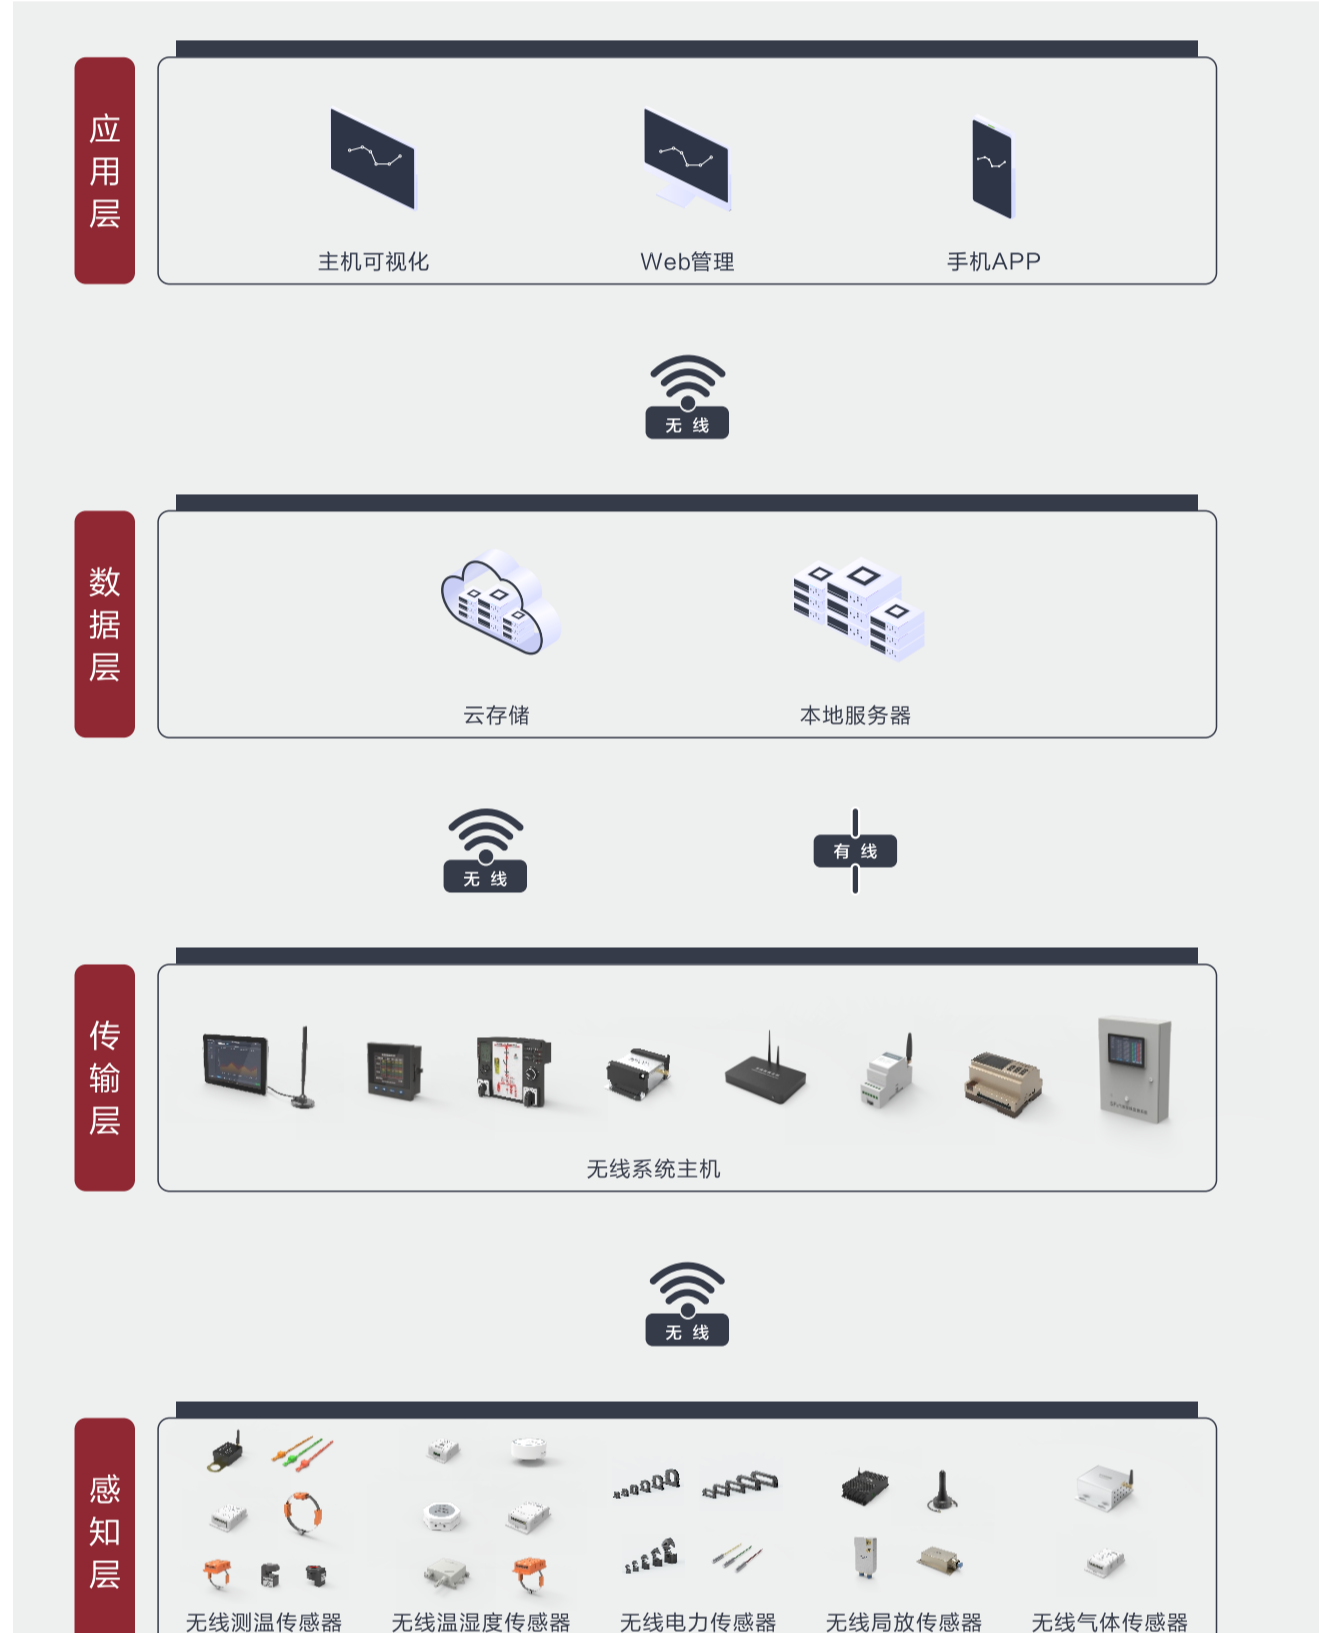 应用层
主机可视化
Web管理
手机APP
无 线
数据层
云存储
本地服务器
无 线
有 线
传输层
无线系统主机
无 线
感知层
无线测温传感器
无线温湿度传感器
无线电力传感器
无线局放传感器
无线气体传感器